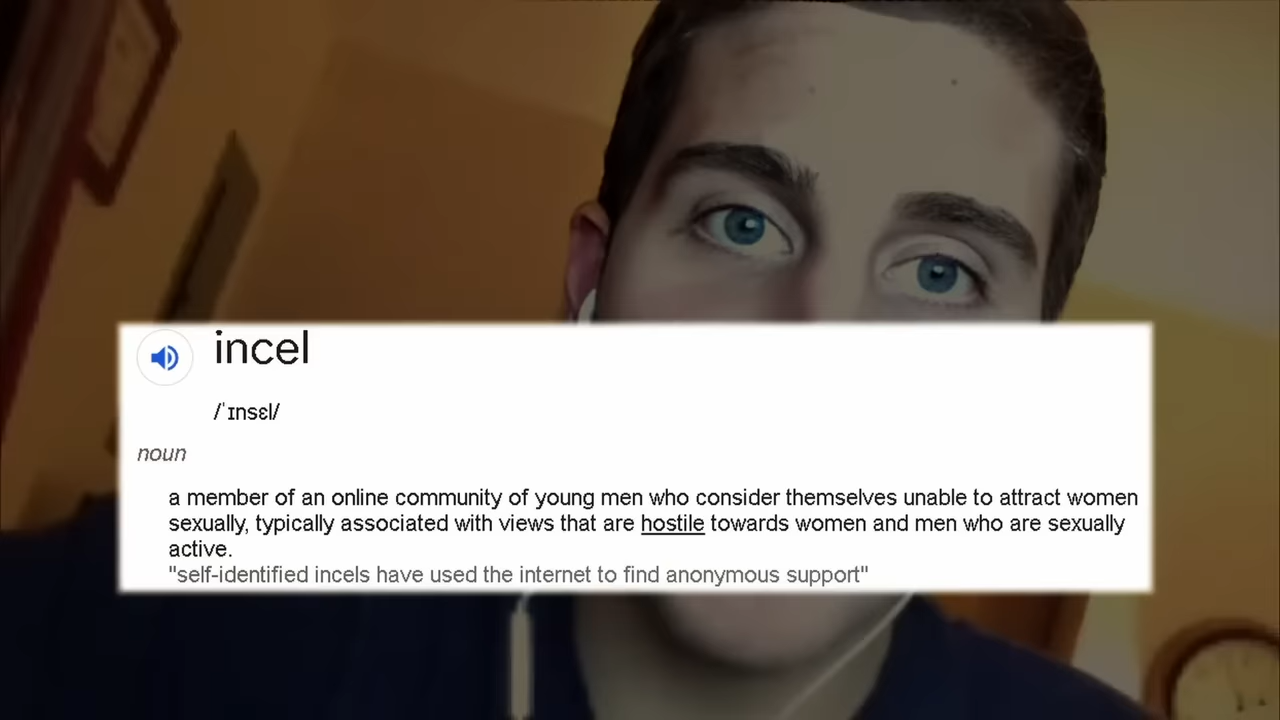 incel
/ˈɪnsɛl/
noun
a member of an online community of young men who consider themselves unable to attract women
sexually, typically associated with views that are hostile towards women and men who are sexually
active.
"self-identified incels have used the internet to find anonymous support"